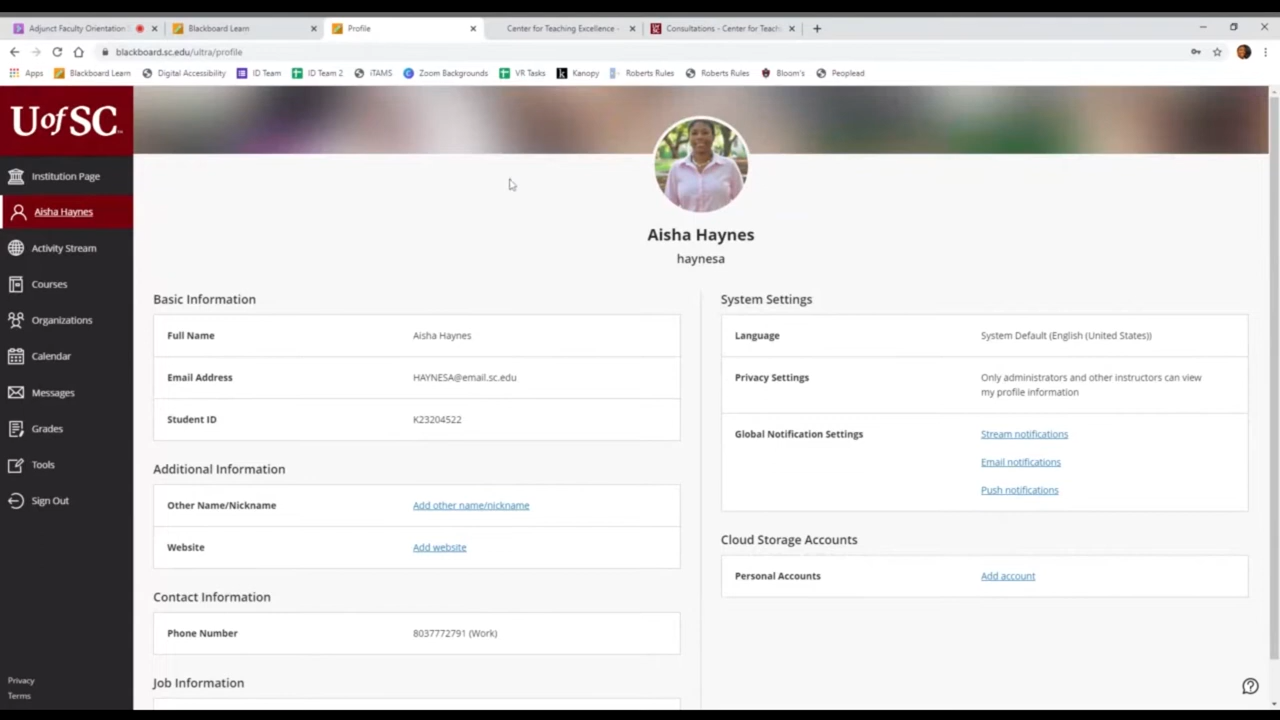 Adjunct Faculty Orientation
Blackboard Learn
Profile
Center for Teaching Excellence -
Consultations - Center for Teach
blackboard.sc.edu/ultra/profile
Apps
Blackboard Learn
Digital Accessibility
ID Team
ID Team 2
iTAMS
Zoom Backgrounds
VR Tasks
Kanopy
Roberts Rules
Roberts Rules
Bloom's
Peoplead
UofSC
Institution Page
Aisha Haynes
Activity Stream
Courses
Organizations
Calendar
Messages
Grades
Tools
Sign Out
Privacy
Terms
Aisha Haynes
haynesa
Basic Information
Full Name Aisha Haynes
Email Address HAYNESA@email.sc.edu
Student ID K23204522
Additional Information
Other Name/Nickname Add other name/nickname
Website Add website
Contact Information
Phone Number 8037772791 (Work)
Job Information
System Settings
Language System Default (English (United States))
Privacy Settings Only administrators and other instructors can view
my profile information
Global Notification Settings Stream notifications
Email notifications
Push notifications
Cloud Storage Accounts
Personal Accounts Add account